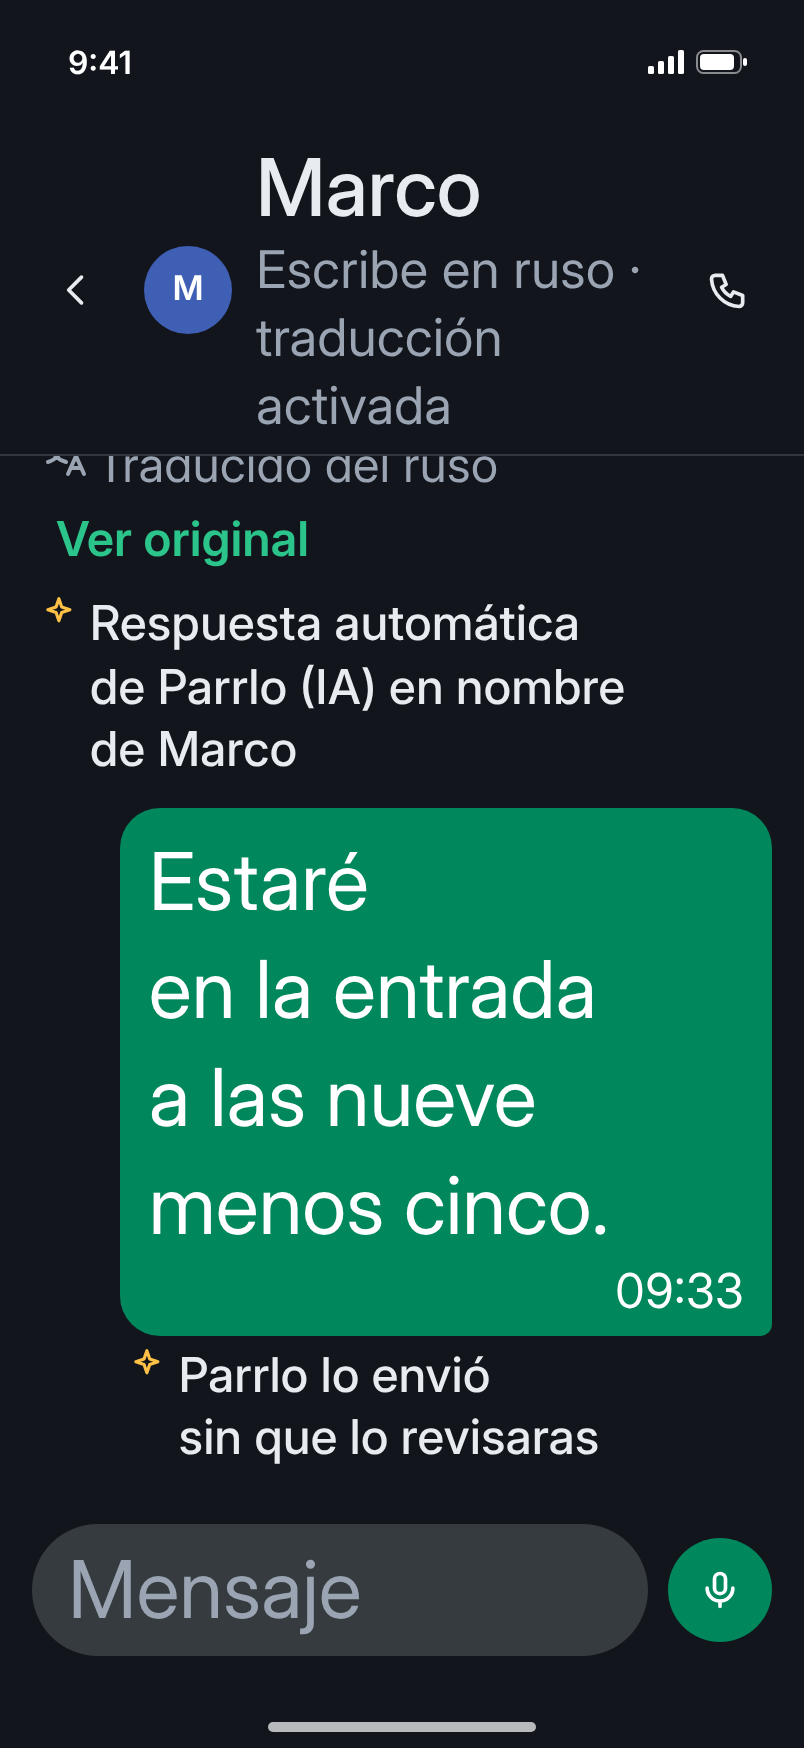 9:41
Marco
M
Escribe en ruso ·
traducción
activada
Traducido del ruso
Ver original
Respuesta automática
de Parrlo (IA) en nombre
de Marco
Estaré
en la entrada
a las nueve
menos cinco.
09:33
Parrlo lo envió
sin que lo revisaras
Mensaje